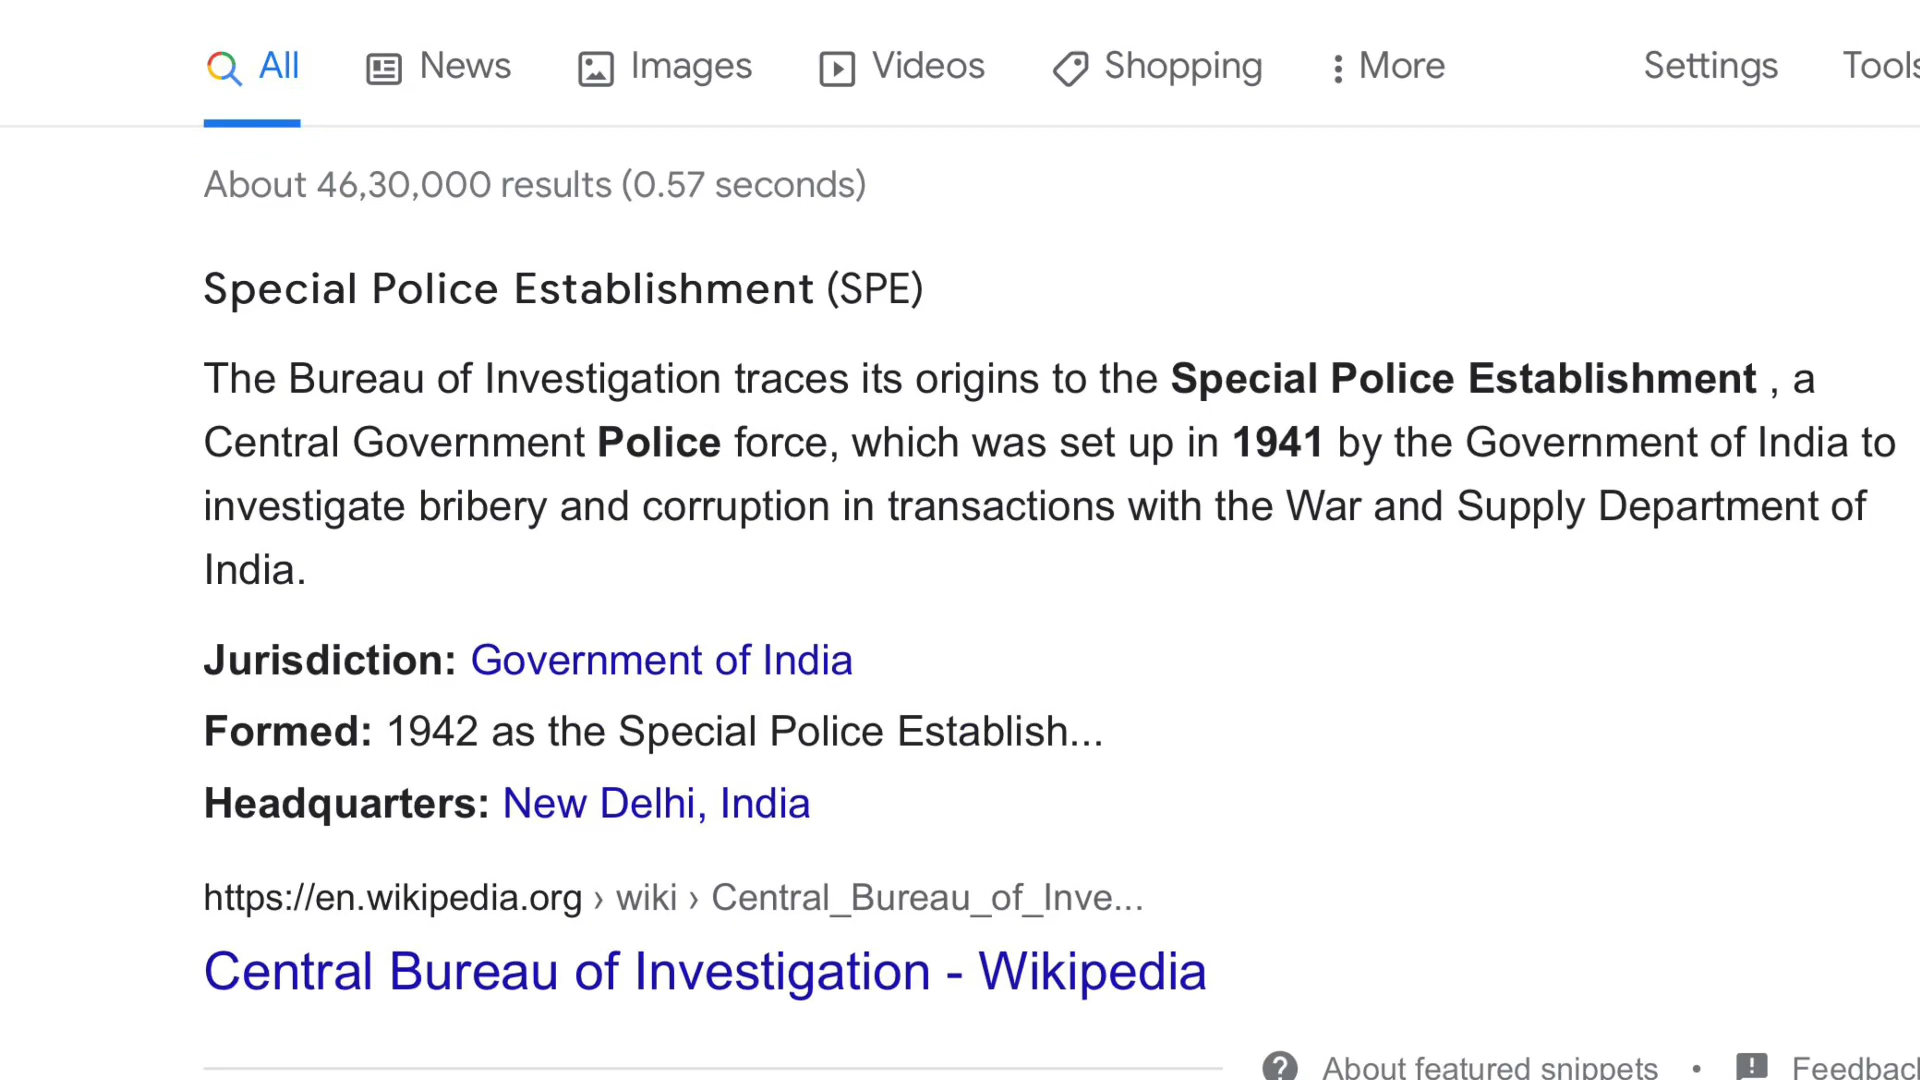 All News Images Videos Shopping More Settings Tools
About 46,30,000 results (0.57 seconds)
Special Police Establishment (SPE)
The Bureau of Investigation traces its origins to the Special Police Establishment , a
Central Government Police force, which was set up in 1941 by the Government of India to
investigate bribery and corruption in transactions with the War and Supply Department of
India.
Jurisdiction: Government of India
Formed: 1942 as the Special Police Establish...
Headquarters: New Delhi, India
https://en.wikipedia.org › wiki › Central_Bureau_of_Inve...
Central Bureau of Investigation - Wikipedia
About featured snippets • Feedback